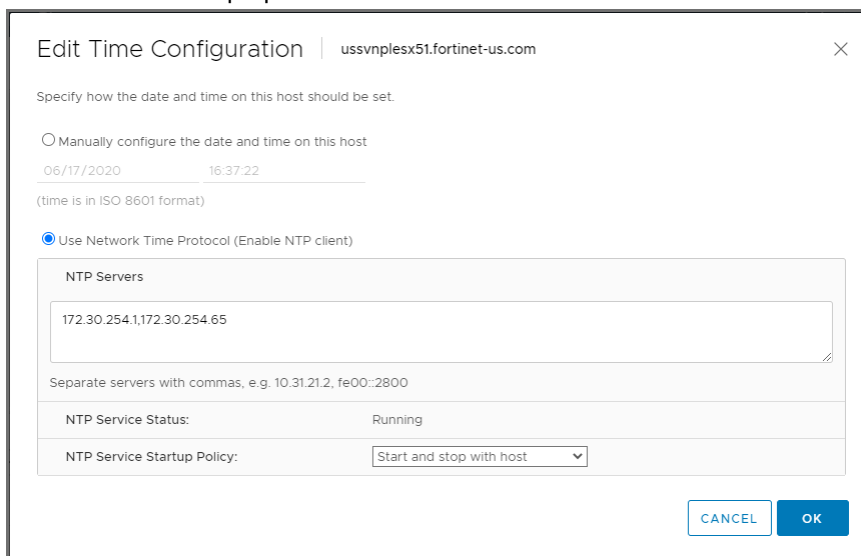 Edit Time Configuration ussvnplesx51.fortinet-us.com
Specify how the date and time on this host should be set.
Manually configure the date and time on this host
06/17/2020 16:37:22
(time is in ISO 8601 format)
Use Network Time Protocol (Enable NTP client)
NTP Servers
172.30.254.1,172.30.254.65
Separate servers with commas, e.g. 10.31.21.2, fe00::2800
NTP Service Status: Running
NTP Service Startup Policy: Start and stop with host
CANCEL OK